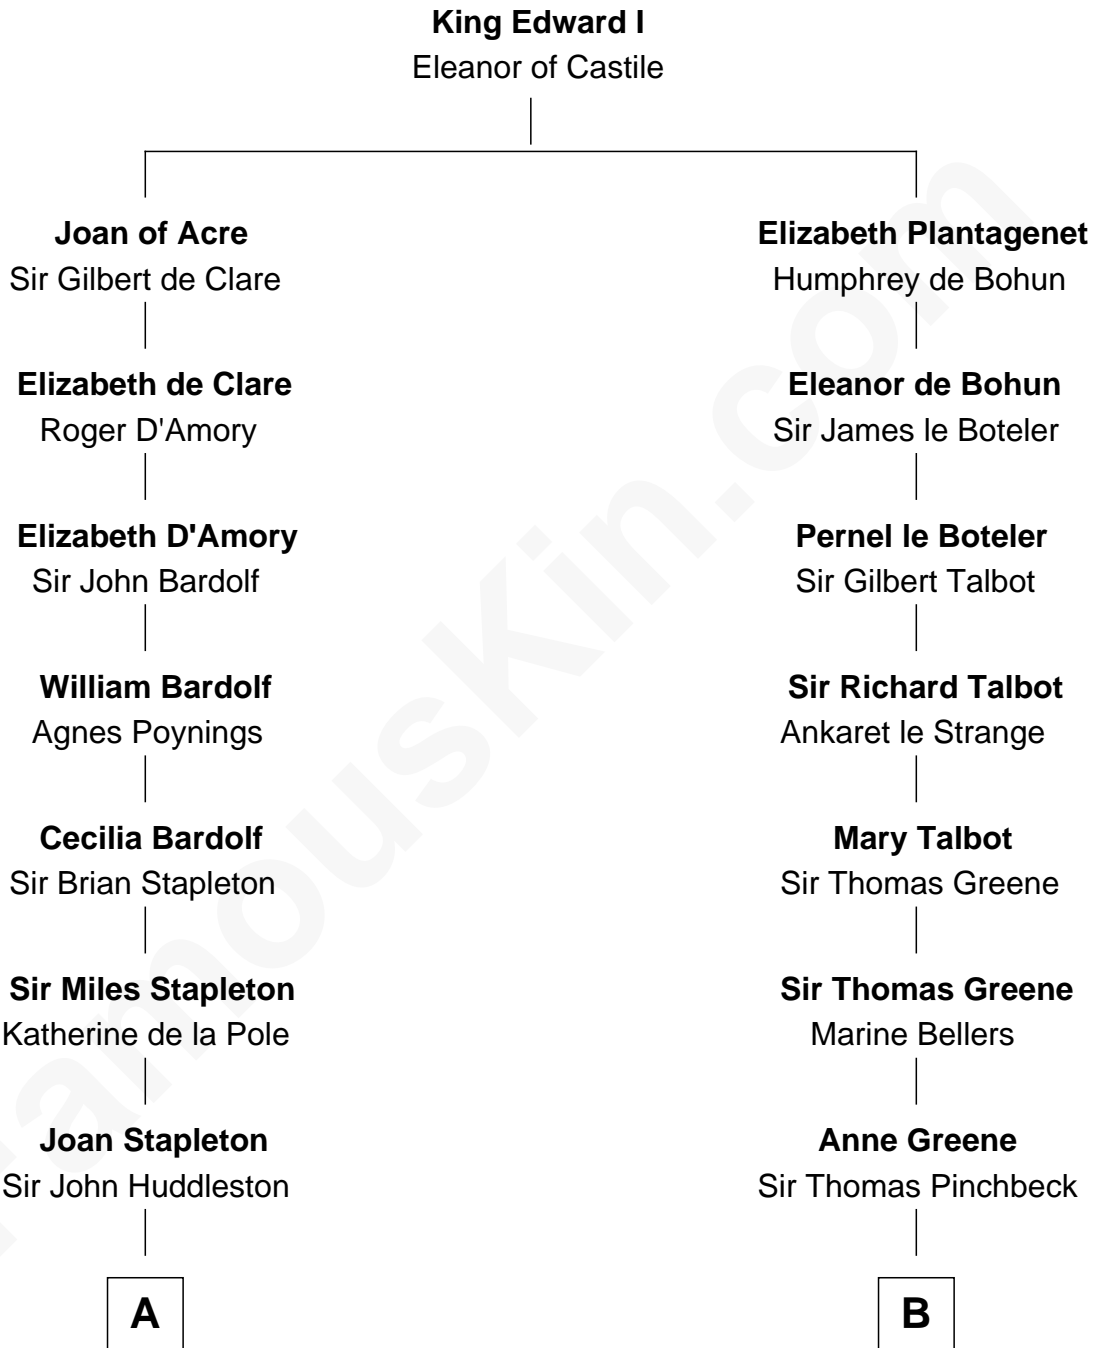 King Edward I
Eleanor of Castile
Joan of Acre
Sir Gilbert de Clare
Elizabeth Plantagenet
Humphrey de Bohun
Elizabeth de Clare
Roger D'Amory
Eleanor de Bohun
Sir James le Boteler
Elizabeth D'Amory
Sir John Bardolf
Pernel le Boteler
Sir Gilbert Talbot
William Bardolf
Agnes Poynings
Sir Richard Talbot
Ankaret le Strange
Cecilia Bardolf
Sir Brian Stapleton
Mary Talbot
Sir Thomas Greene
Sir Miles Stapleton
Katherine de la Pole
Sir Thomas Greene
Marine Bellers
Joan Stapleton
Sir John Huddleston
Anne Greene
Sir Thomas Pinchbeck
A
B
FamousKin.com